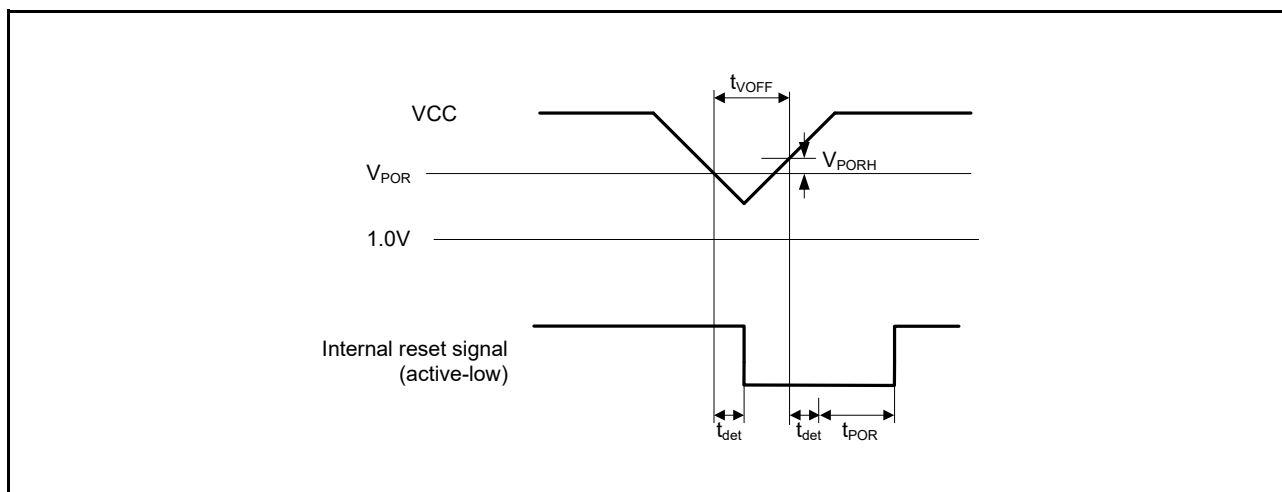 tVOFF
VCC
VPORH
VPOR
1.0V
Internal reset signal
(active-low)
tdet
tdet
tPOR